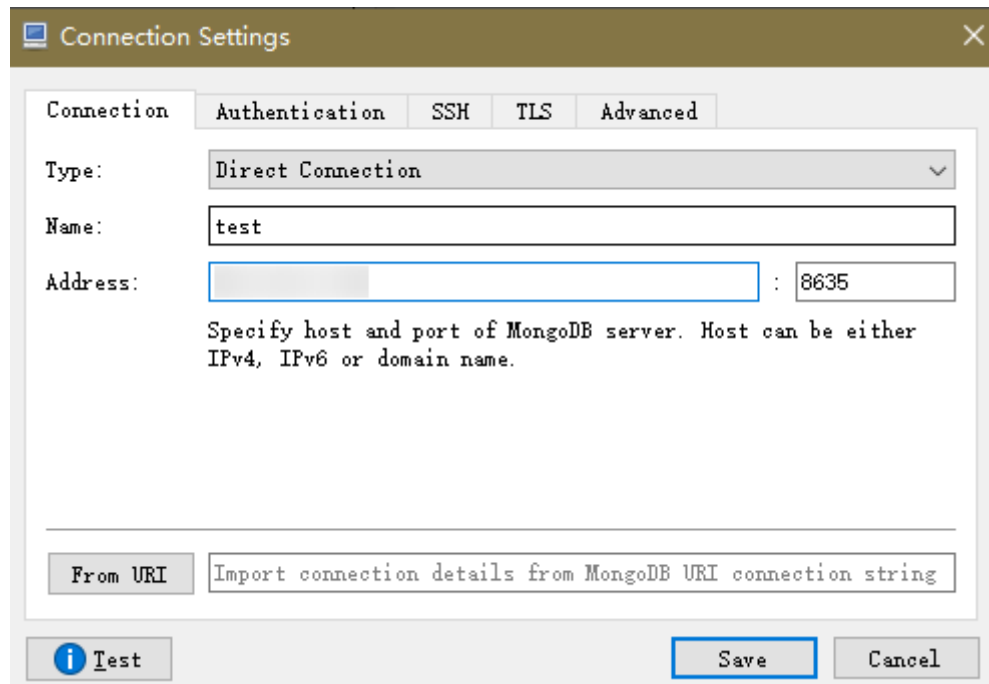 Connection Settings
Connection Authentication SSH TLS Advanced
Type: Direct Connection
Name: test
Address: : 8635
Specify host and port of MongoDB server. Host can be either
IPv4, IPv6 or domain name.
From URI Import connection details from MongoDB URI connection string
Test Save Cancel